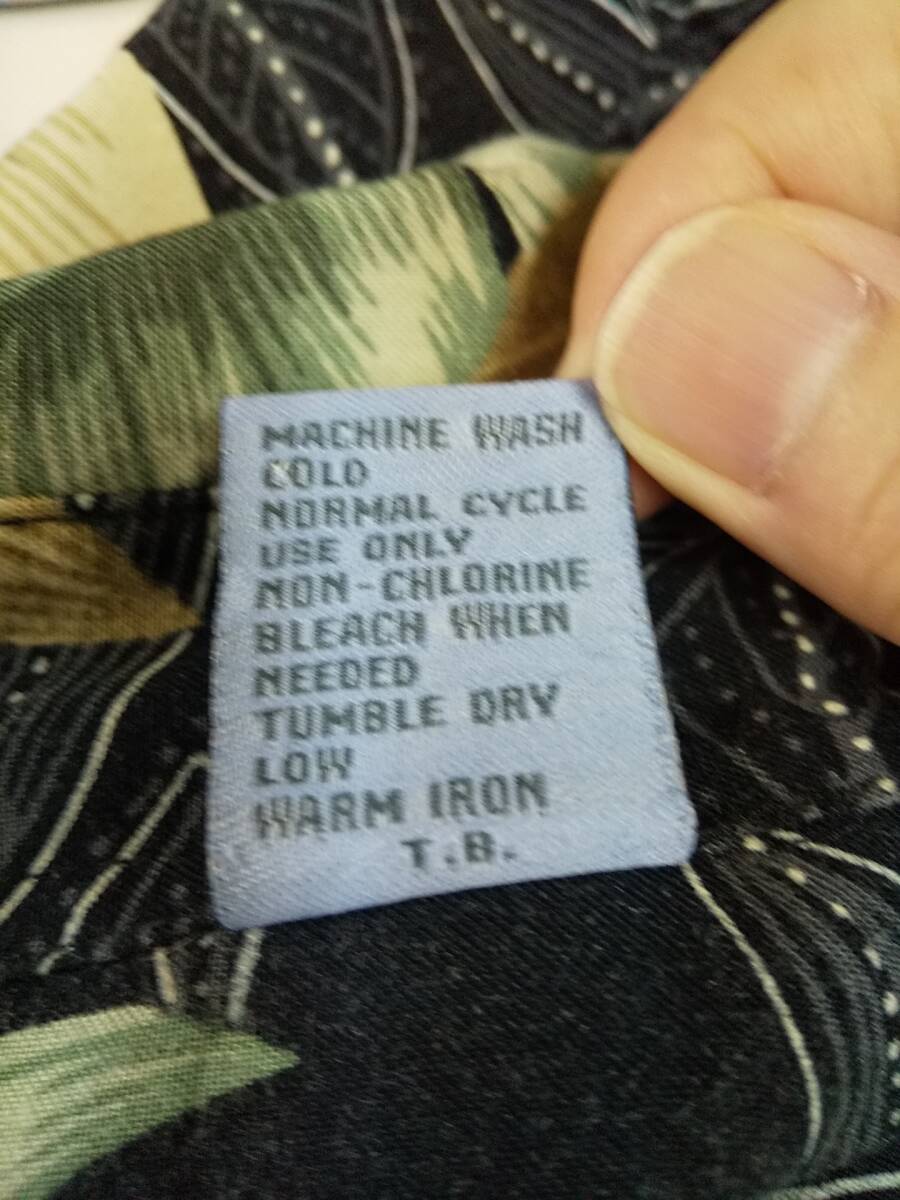 MACHINE WASH
COLD
NORMAL CYCLE
USE ONLY
NON-CHLORINE
BLEACH WHEN
NEEDED
TUMBLE DRY
LOW
WARM IRON
T.B.